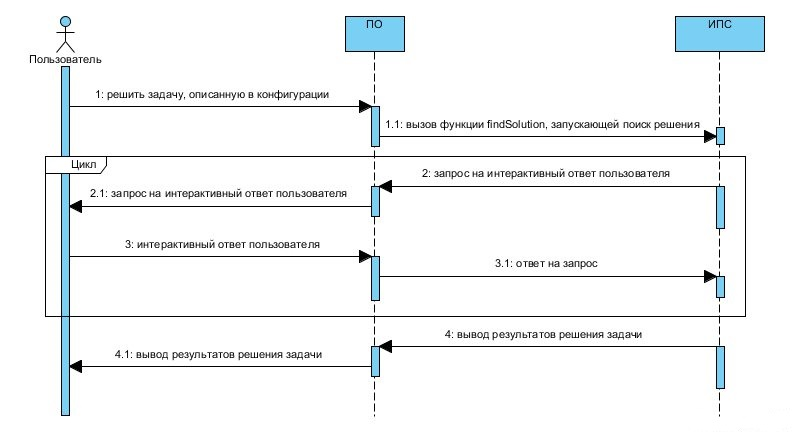 ПО
ИПС
Пользователь
1: решить задачу, описанную в конфигурации
1.1: вызов функции findSolution, запускающей поиск решения
Цикл
2: запрос на интерактивный ответ пользователя
2.1: запрос на интерактивный ответ пользователя
3: интерактивный ответ пользователя
3.1: ответ на запрос
4: вывод результатов решения задачи
4.1: вывод результатов решения задачи